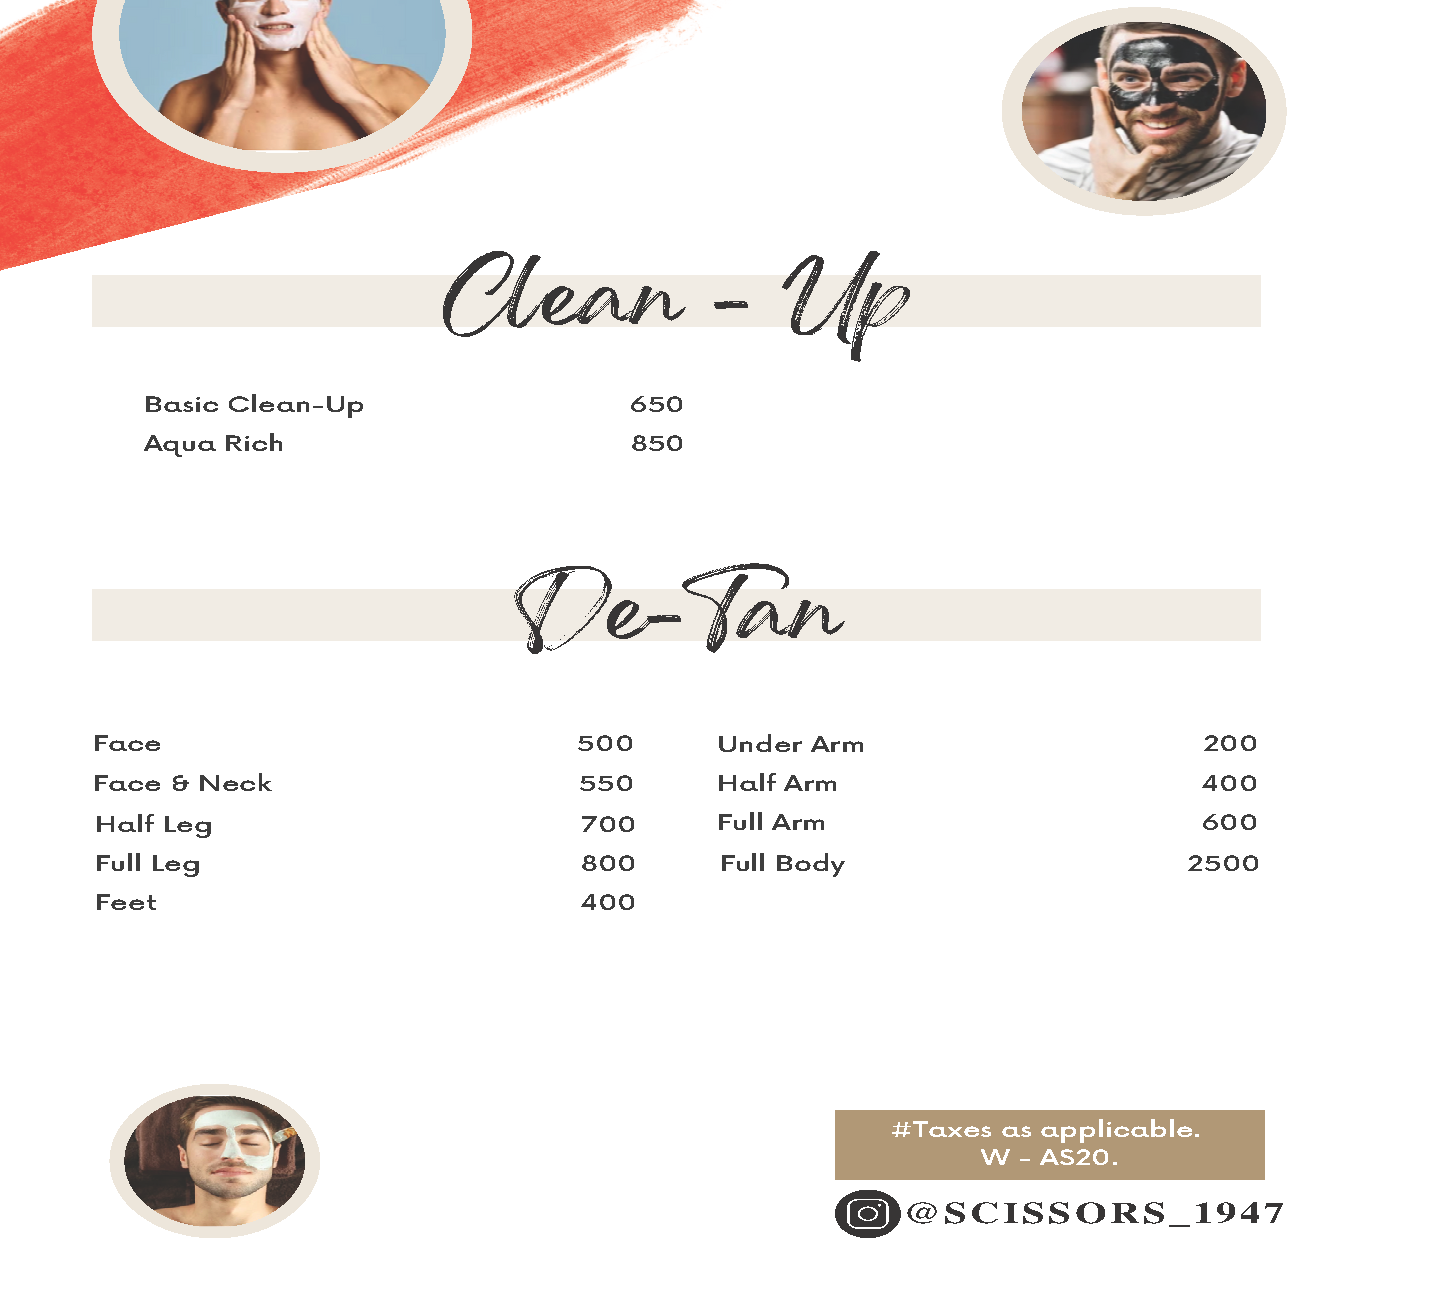 Clean - Up
Basic Clean-Up 650
Aqua Rich 850
De-Tan
Face 500
Face & Neck 550
Half Leg 700
Full Leg 800
Feet 400
Under Arm 200
Half Arm 400
Full Arm 600
Full Body 2500
#Taxes as applicable.
W - AS20.
@SCISSORS_1947